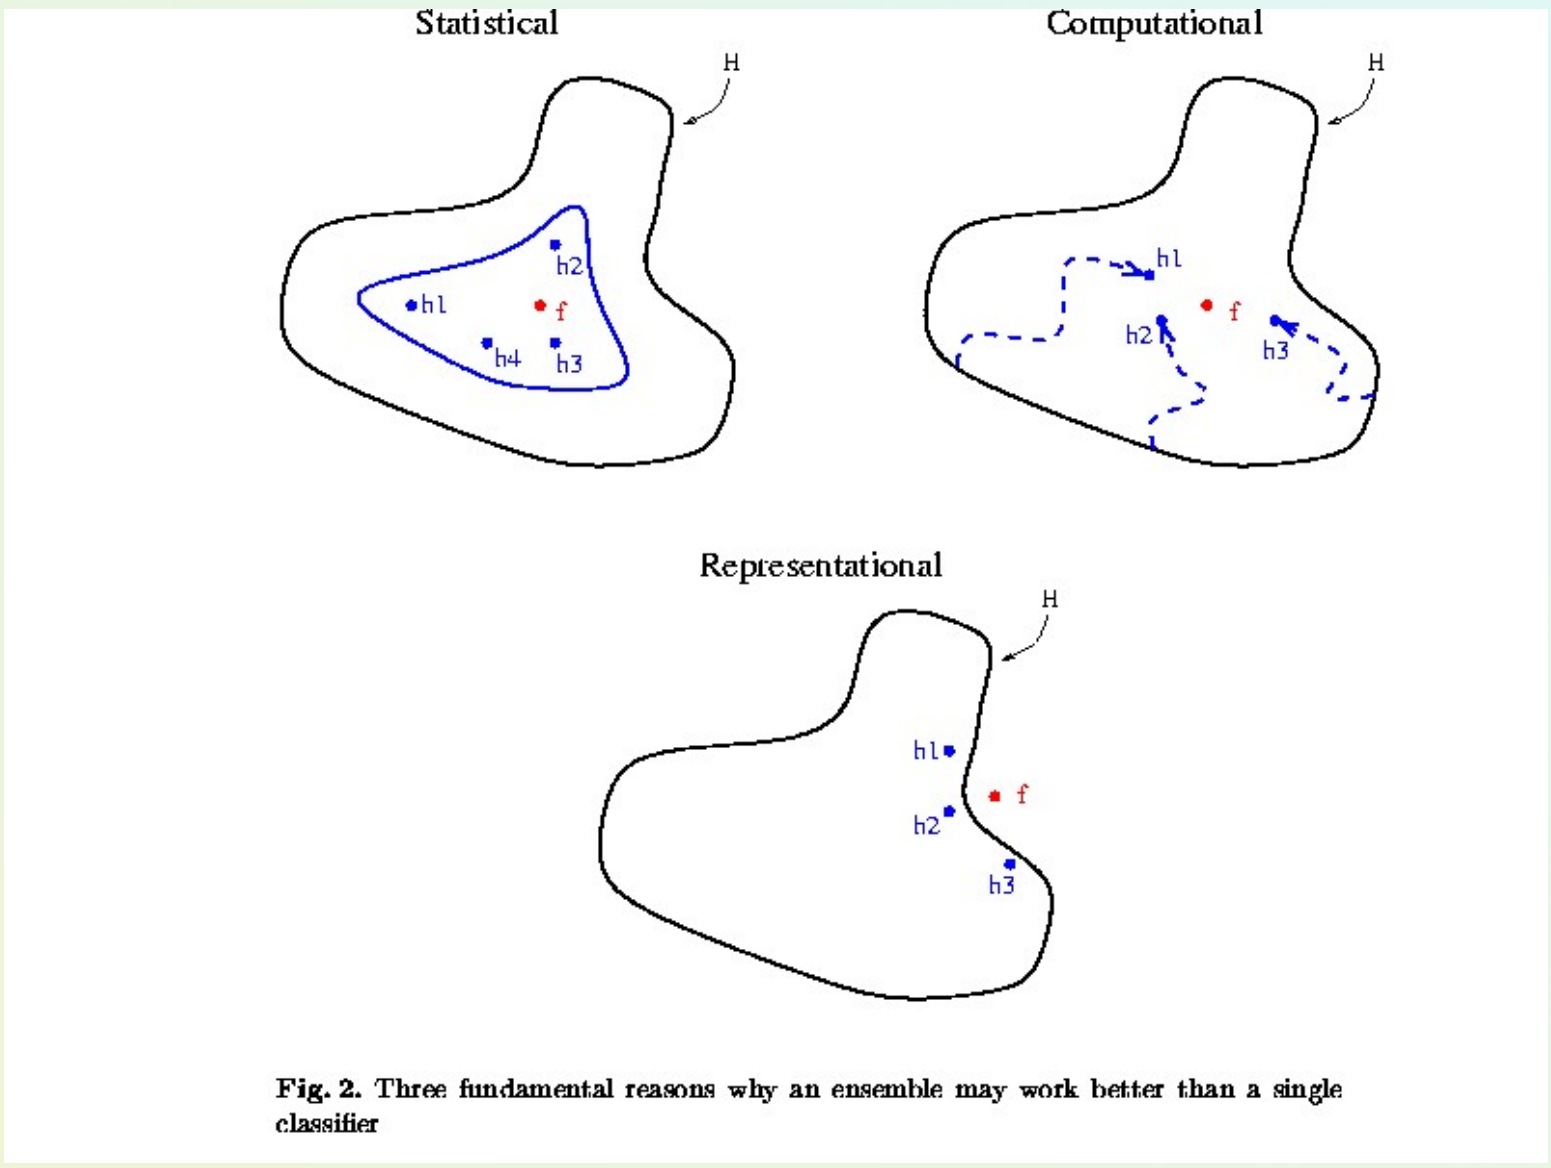 Statistical
Computational
H
H
h2
h1
f
h4
h3
h1
f
h2
h3
Representational
H
h1
f
h2
h3
Fig. 2. Three fundamental reasons why an ensemble may work better than a single
classifier